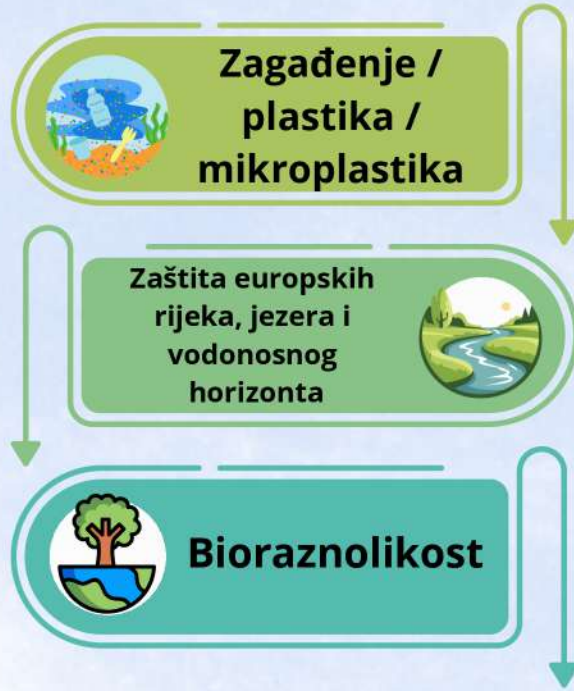 Zagađenje /
plastika /
mikroplastika
Zaštita europskih
rijeka, jezera i
vodonosnog
horizonta
Bioraznolikost